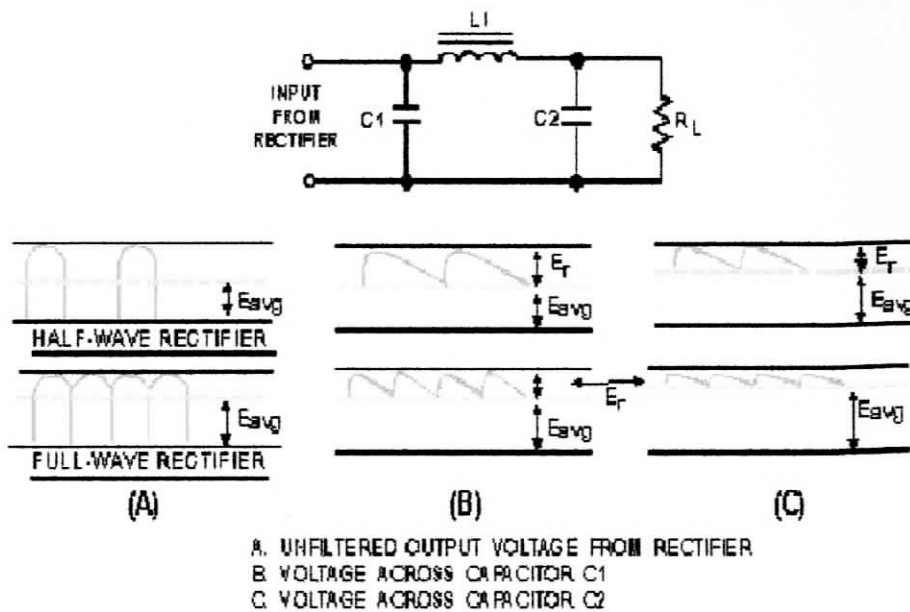 L1
INPUT
FROM
RECTIFIER
C1
C2
RL
Eavg
HALF-WAVE RECTIFIER
Er
Eavg
Er
Eavg
Eavg
FULL-WAVE RECTIFIER
Eavg
Er
Eavg
(A)
(B)
(C)
A. UNFILTERED OUTPUT VOLTAGE FROM RECTIFIER
B VOLTAGE ACROSS CAPACITOR C1
C VOLTAGE ACROSS CAPACITOR C2